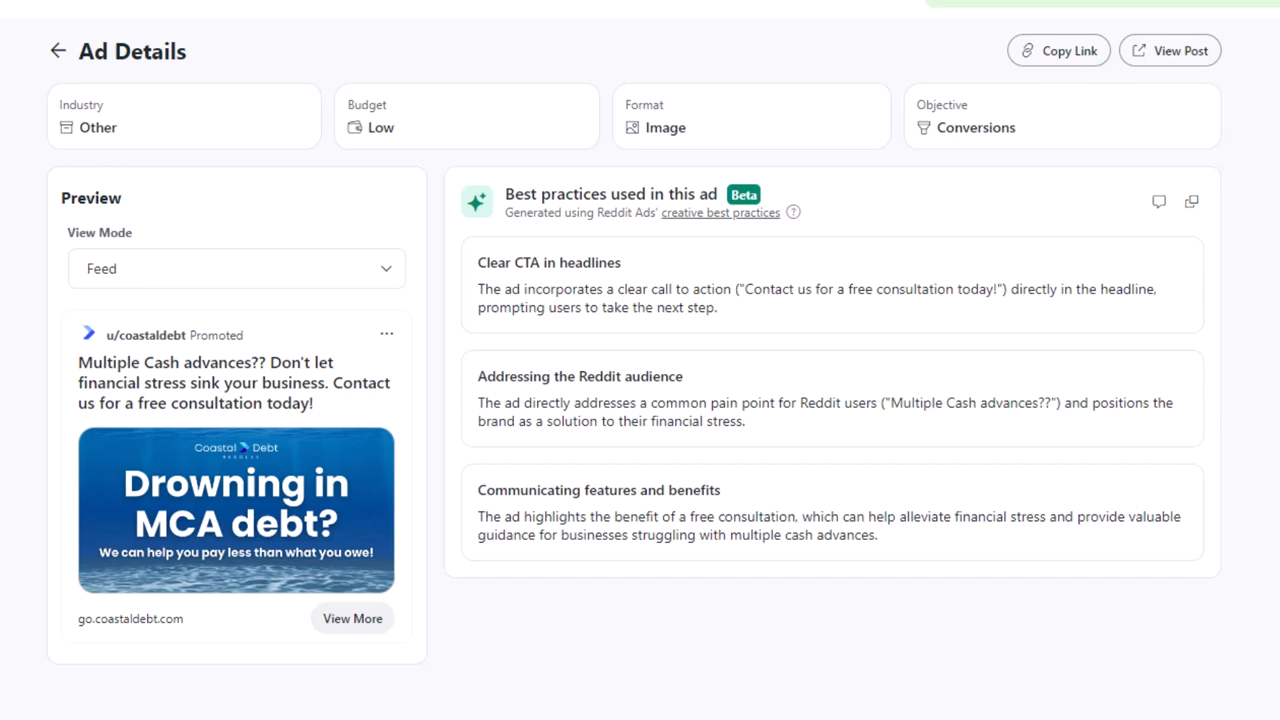 Ad Details
Copy Link
View Post
Industry
Other
Budget
Low
Format
Image
Objective
Conversions
Preview
View Mode
Feed
u/coastaldebt Promoted
Multiple Cash advances?? Don't let
financial stress sink your business. Contact
us for a free consultation today!
Coastal Debt
RESOLVE
Drowning in
MCA debt?
We can help you pay less than what you owe!
go.coastaldebt.com
View More
Best practices used in this ad Beta
Generated using Reddit Ads' creative best practices ?
Clear CTA in headlines
The ad incorporates a clear call to action ("Contact us for a free consultation today!") directly in the headline,
prompting users to take the next step.
Addressing the Reddit audience
The ad directly addresses a common pain point for Reddit users ("Multiple Cash advances??") and positions the
brand as a solution to their financial stress.
Communicating features and benefits
The ad highlights the benefit of a free consultation, which can help alleviate financial stress and provide valuable
guidance for businesses struggling with multiple cash advances.